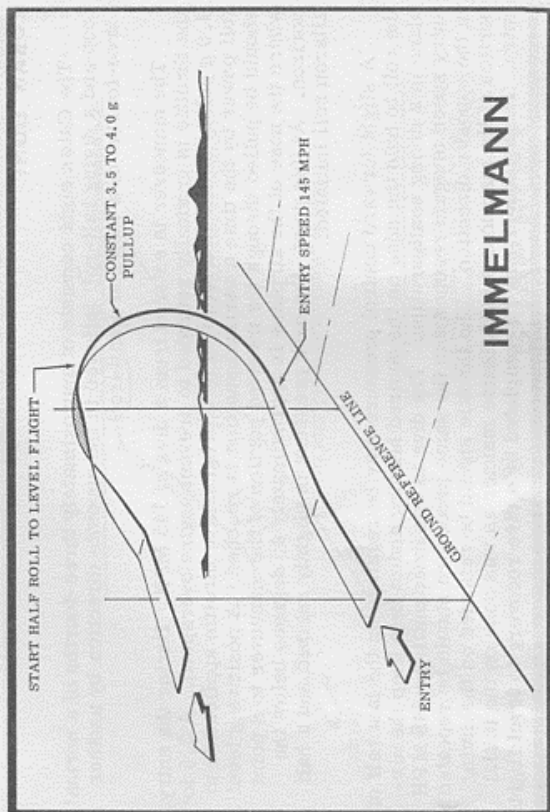 START HALF ROLL TO LEVEL FLIGHT
CONSTANT 3.5 TO 4.0 g
PULLUP
ENTRY SPEED 145 MPH
GROUND REFERENCE LINE
ENTRY
IMMELMANN